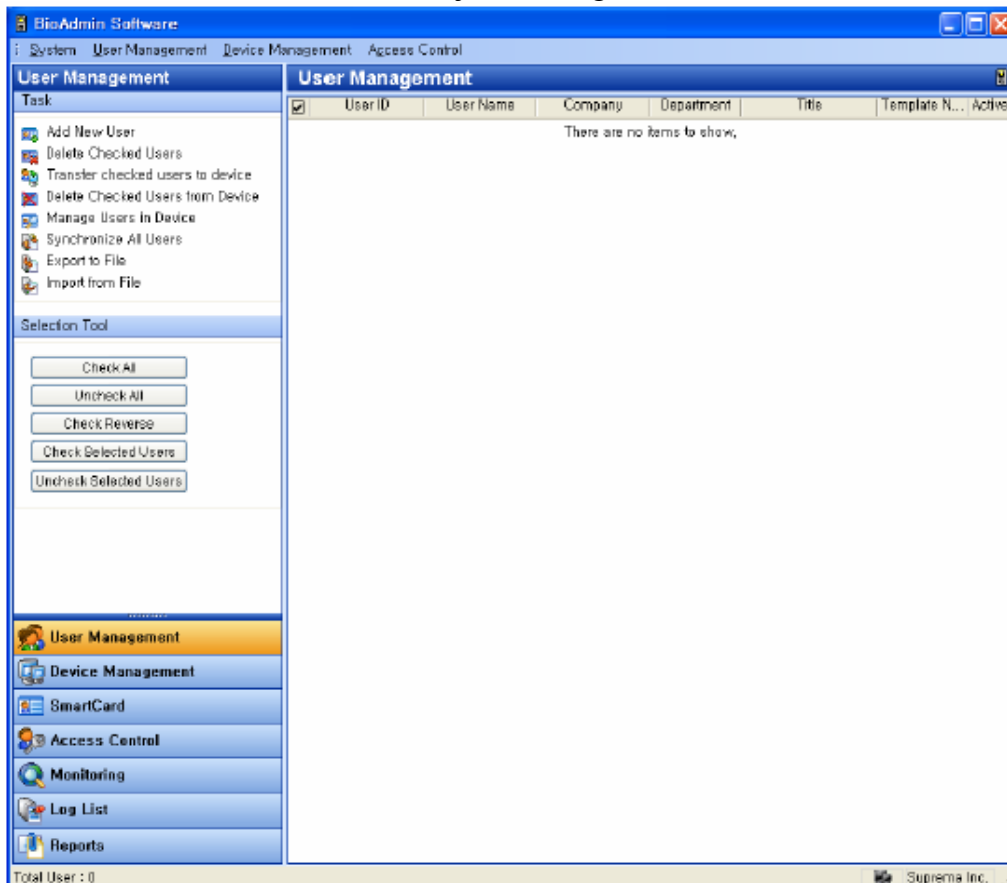 BioAdmin Software
System User Management Device Management Access Control
User Management
Task
Add New User
Delete Checked Users
Transfer checked users to device
Delete Checked Users from Device
Manage Users in Device
Synchronize All Users
Export to File
Import from File
Selection Tool
Check All
Uncheck All
Check Reverse
Check Selected Users
Uncheck Selected Users
User Management
Device Management
SmartCard
Access Control
Monitoring
Log List
Reports
User Management
User ID User Name Company Department Title Template N... Active
There are no items to show,
Total User : 0
Suprema Inc.